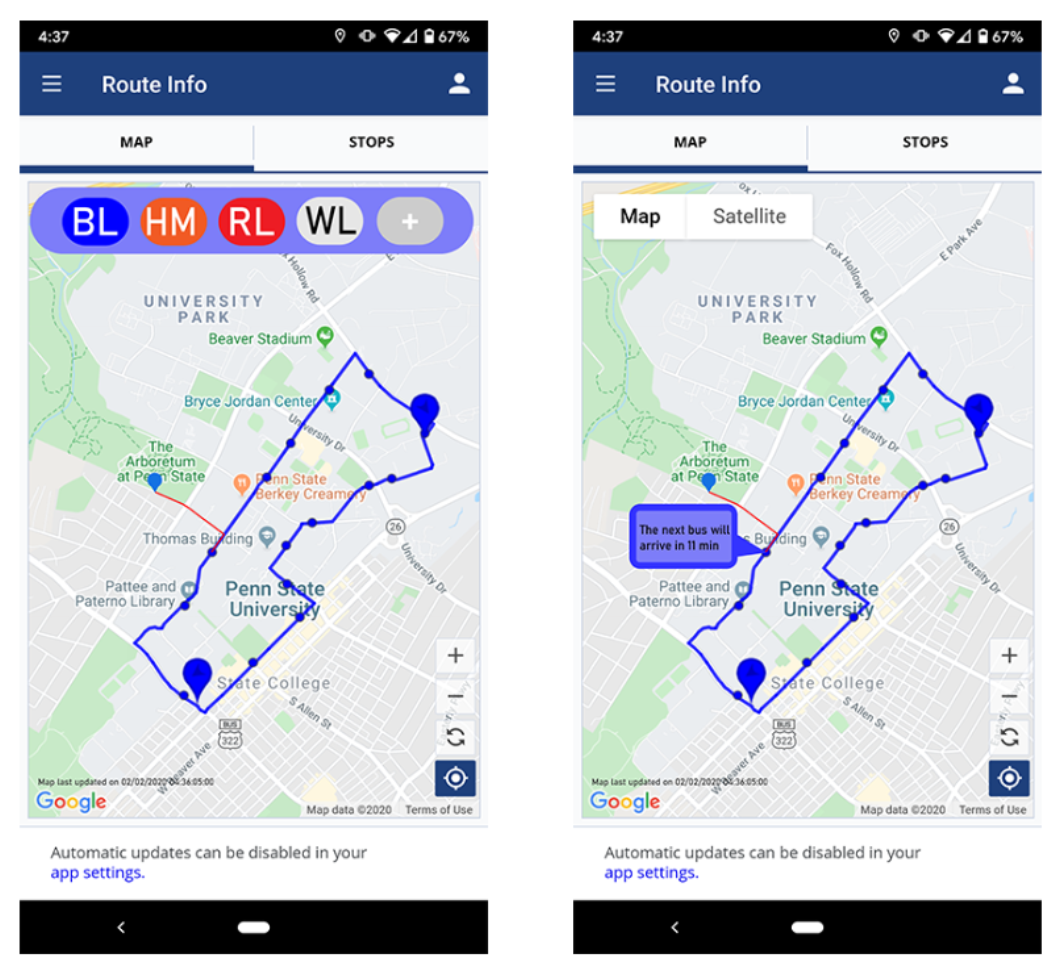 4:37
67%
Route Info
MAP
STOPS
BL
HM
RL
WL
+
Hollow Rd
E
UNIVERSITY
PARK
Beaver Stadium
Bryce Jordan Center
University Dr
The
Arboretum
at Penn State
Penn State
Berkey Creamery
Thomas Building
26
University Dr
Pattee and
Paterno Library
Penn State
University
+
State College
−
S Allen St
BUS
322
W Beaver Ave
Map last updated on 02/02/2020 04:36:05:00
Google
Map data ©2020
Terms of Use
Automatic updates can be disabled in your
app settings.
4:37
67%
Route Info
MAP
STOPS
Map
Satellite
Fox Hollow Rd
E Park Ave
UNIVERSITY
PARK
Beaver Stadium
Bryce Jordan Center
University Dr
The
Arboretum
at Penn State
Penn State
Berkey Creamery
The next bus will
arrive in 11 min
Building
26
University Dr
Pattee and
Paterno Library
Penn State
University
+
State College
−
S Allen St
BUS
322
Beaver Ave
Map last updated on 02/02/2020 04:36:05:00
Google
Map data ©2020
Terms of Use
Automatic updates can be disabled in your
app settings.